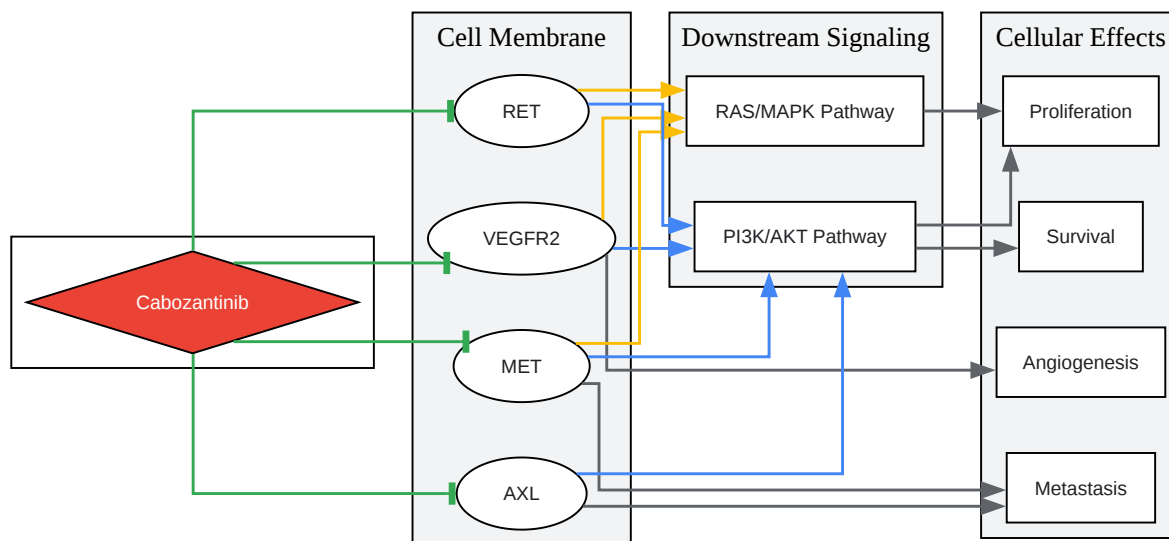 Cell Membrane
Downstream Signaling
Cellular Effects
RET
RAS/MAPK Pathway
Proliferation
VEGFR2
PI3K/AKT Pathway
Survival
Cabozantinib
MET
Angiogenesis
AXL
Metastasis